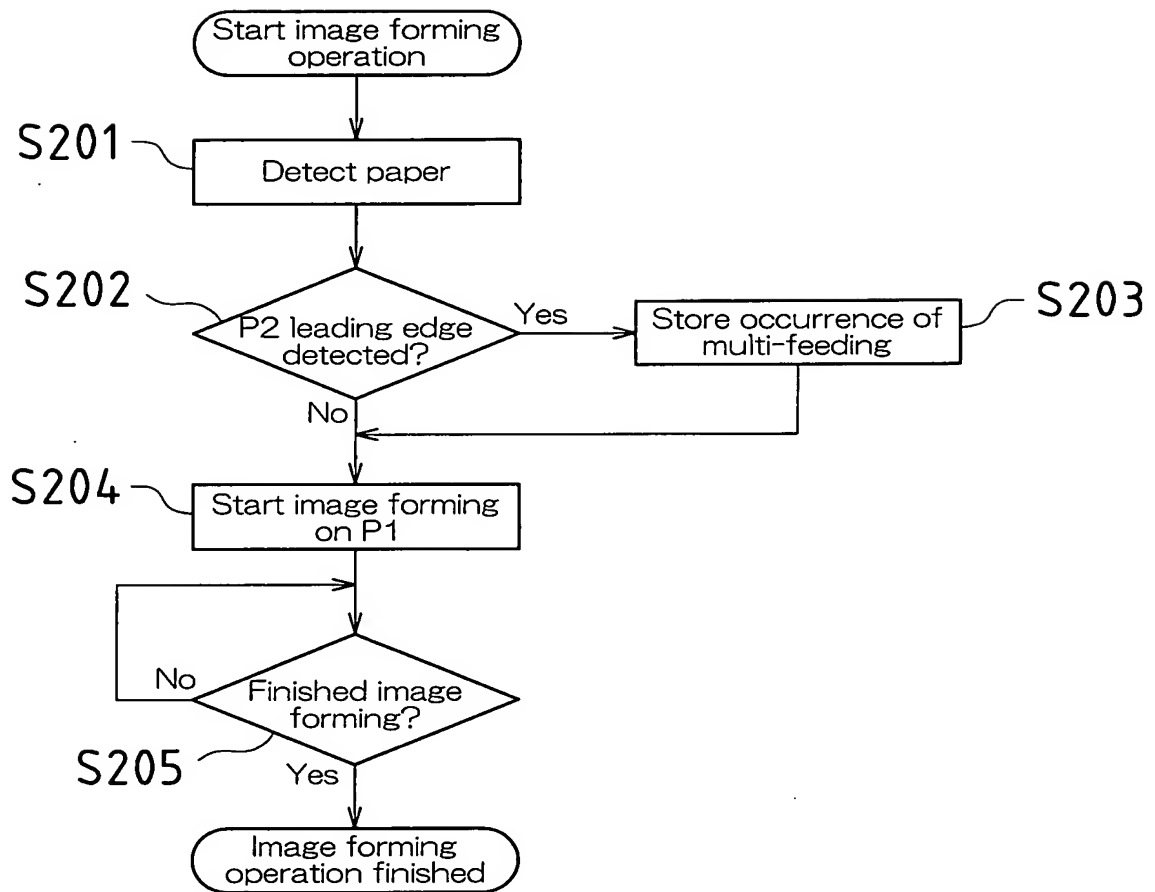 Start image forming
operation
S201
Detect paper
S202
P2 leading edge
detected?
Yes
Store occurrence of
multi-feeding
S203
No
S204
Start image forming
on P1
No
Finished image
forming?
S205
Yes
Image forming
operation finished